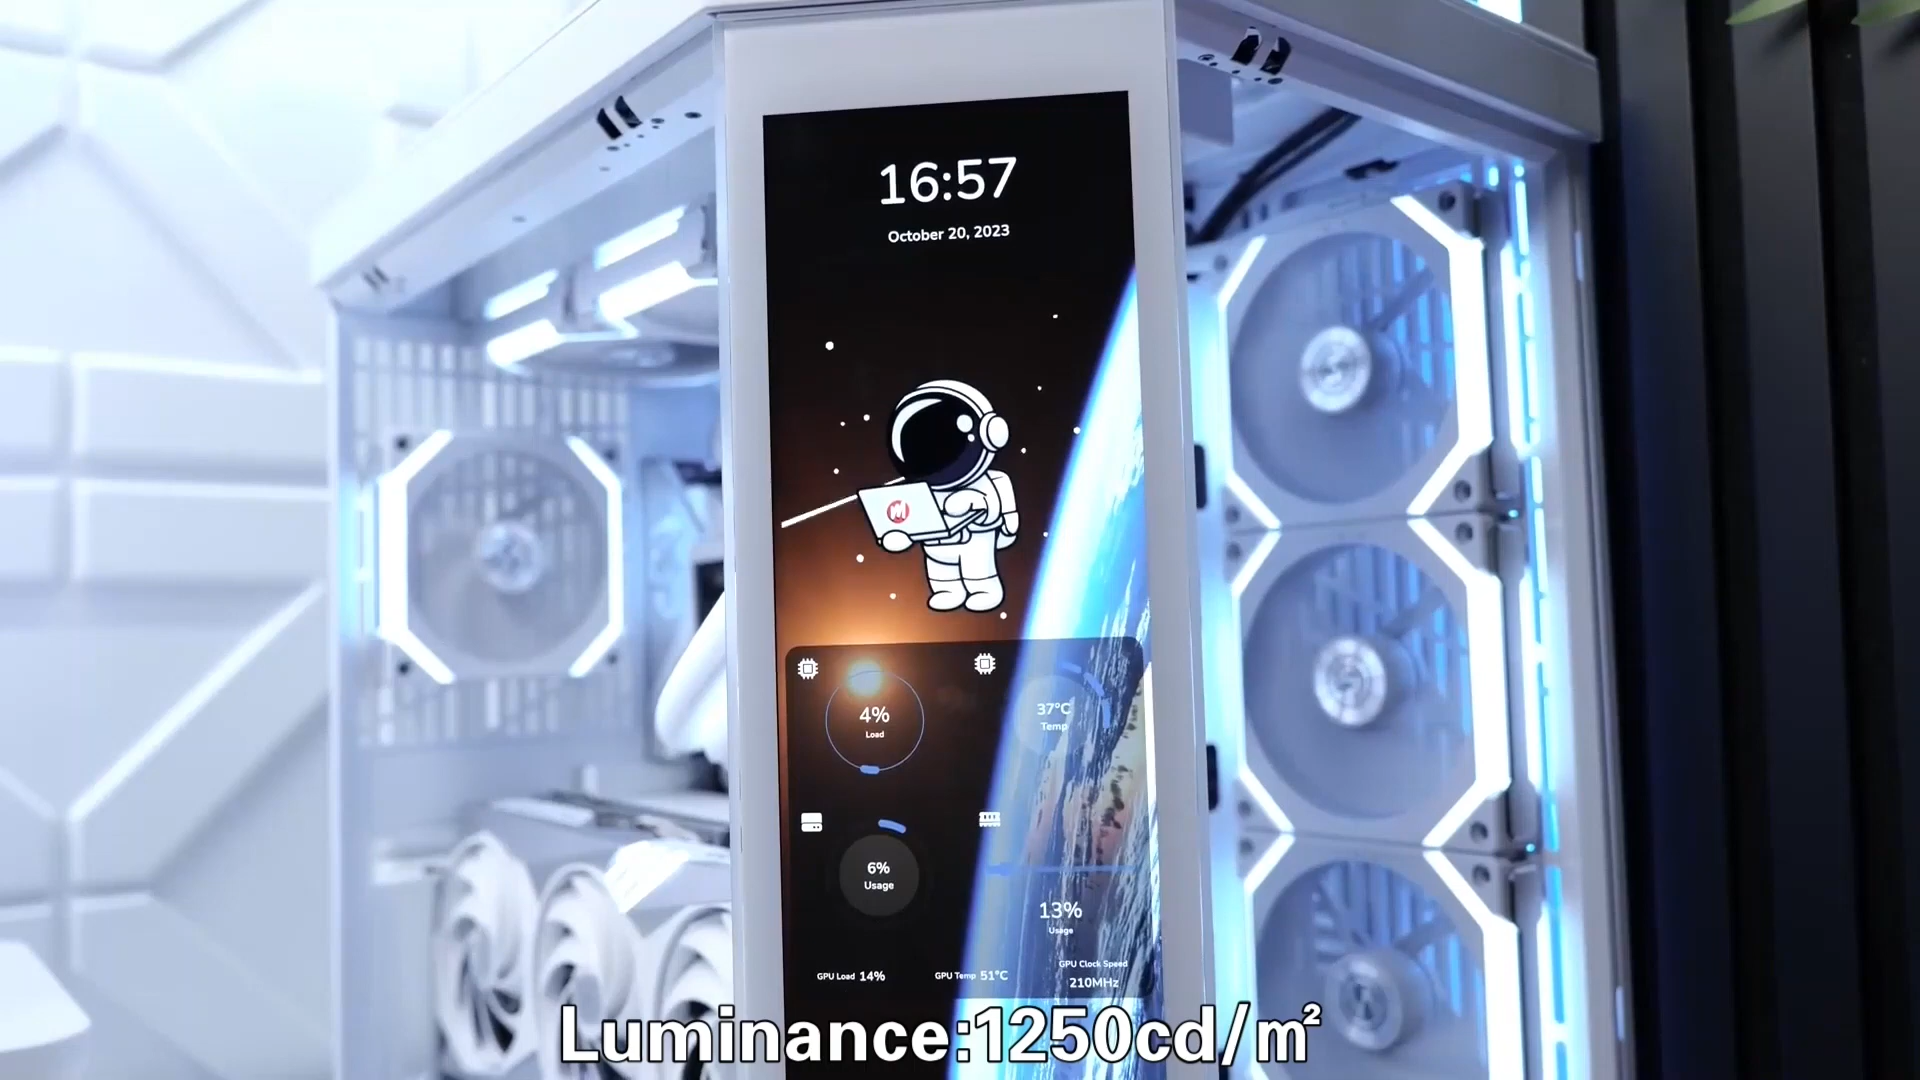 16:57
October 20, 2023
4%
Load
37°C
Temp
6%
Usage
13%
Usage
GPU Load 14%
GPU Temp 51°C
GPU Clock Speed
210MHz
Luminance:1250cd/m²